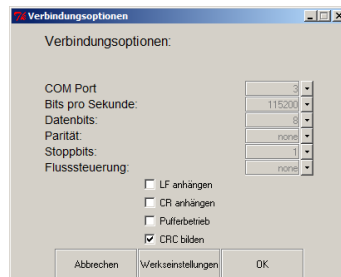 Verbindungsoptionen
Verbindungsoptionen:
COM Port 3
Bits pro Sekunde: 115200
Datenbits: 8
Parität: none
Stoppbits: 1
Flusssteuerung: none
LF anhängen
CR anhängen
Pufferbetrieb
CRC bilden
Abbrechen Werkseinstellungen OK